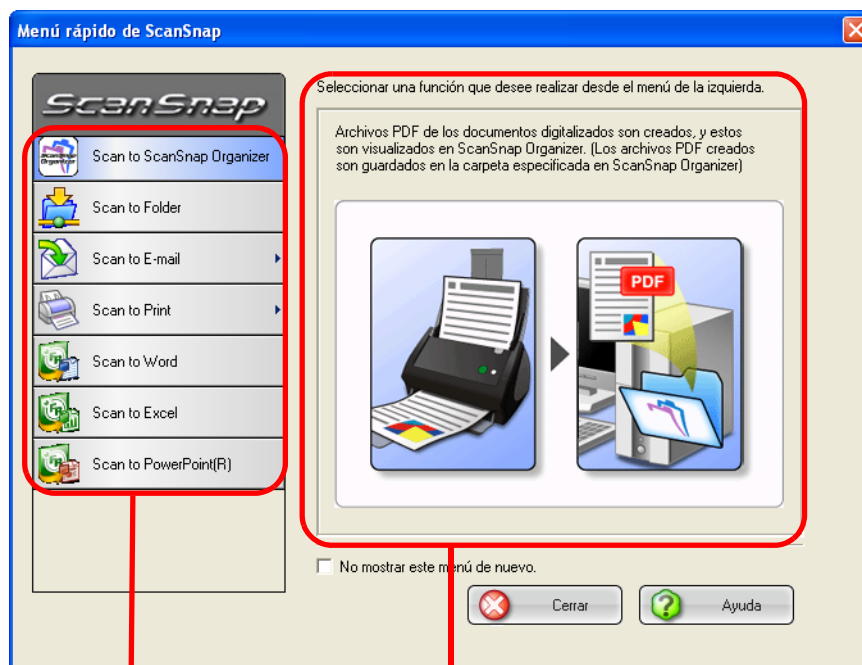 Menú rápido de ScanSnap
ScanSnap
Seleccionar una función que desee realizar desde el menú de la izquierda.
Scan to ScanSnap Organizer
Scan to Folder
Scan to E-mail
Scan to Print
Scan to Word
Scan to Excel
Scan to PowerPoint(R)
Archivos PDF de los documentos digitalizados son creados, y estos
son visualizados en ScanSnap Organizer. (Los archivos PDF creados
son guardados en la carpeta especificada en ScanSnap Organizer)
PDF
No mostrar este menú de nuevo.
Cerrar
Ayuda